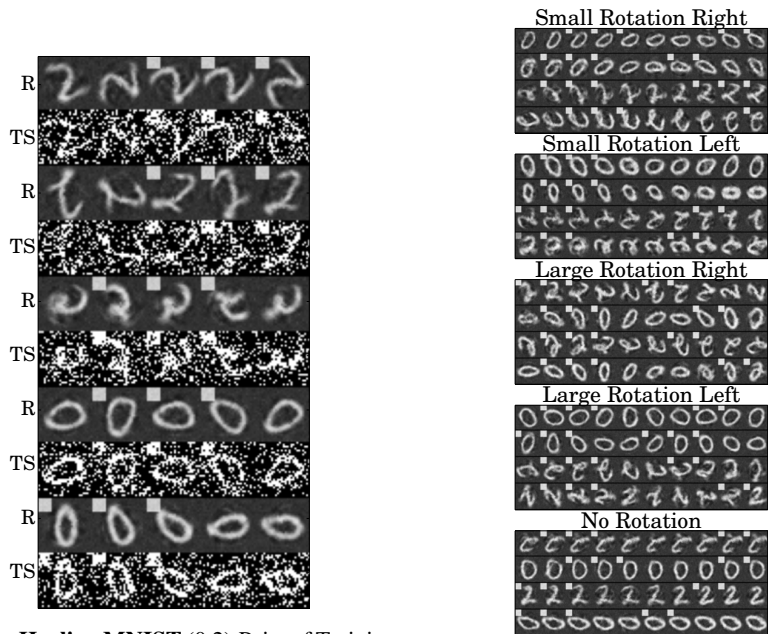 R
TS
R
TS
R
TS
R
TS
R
TS
Small Rotation Right
Small Rotation Left
Large Rotation Right
Large Rotation Left
No Rotation